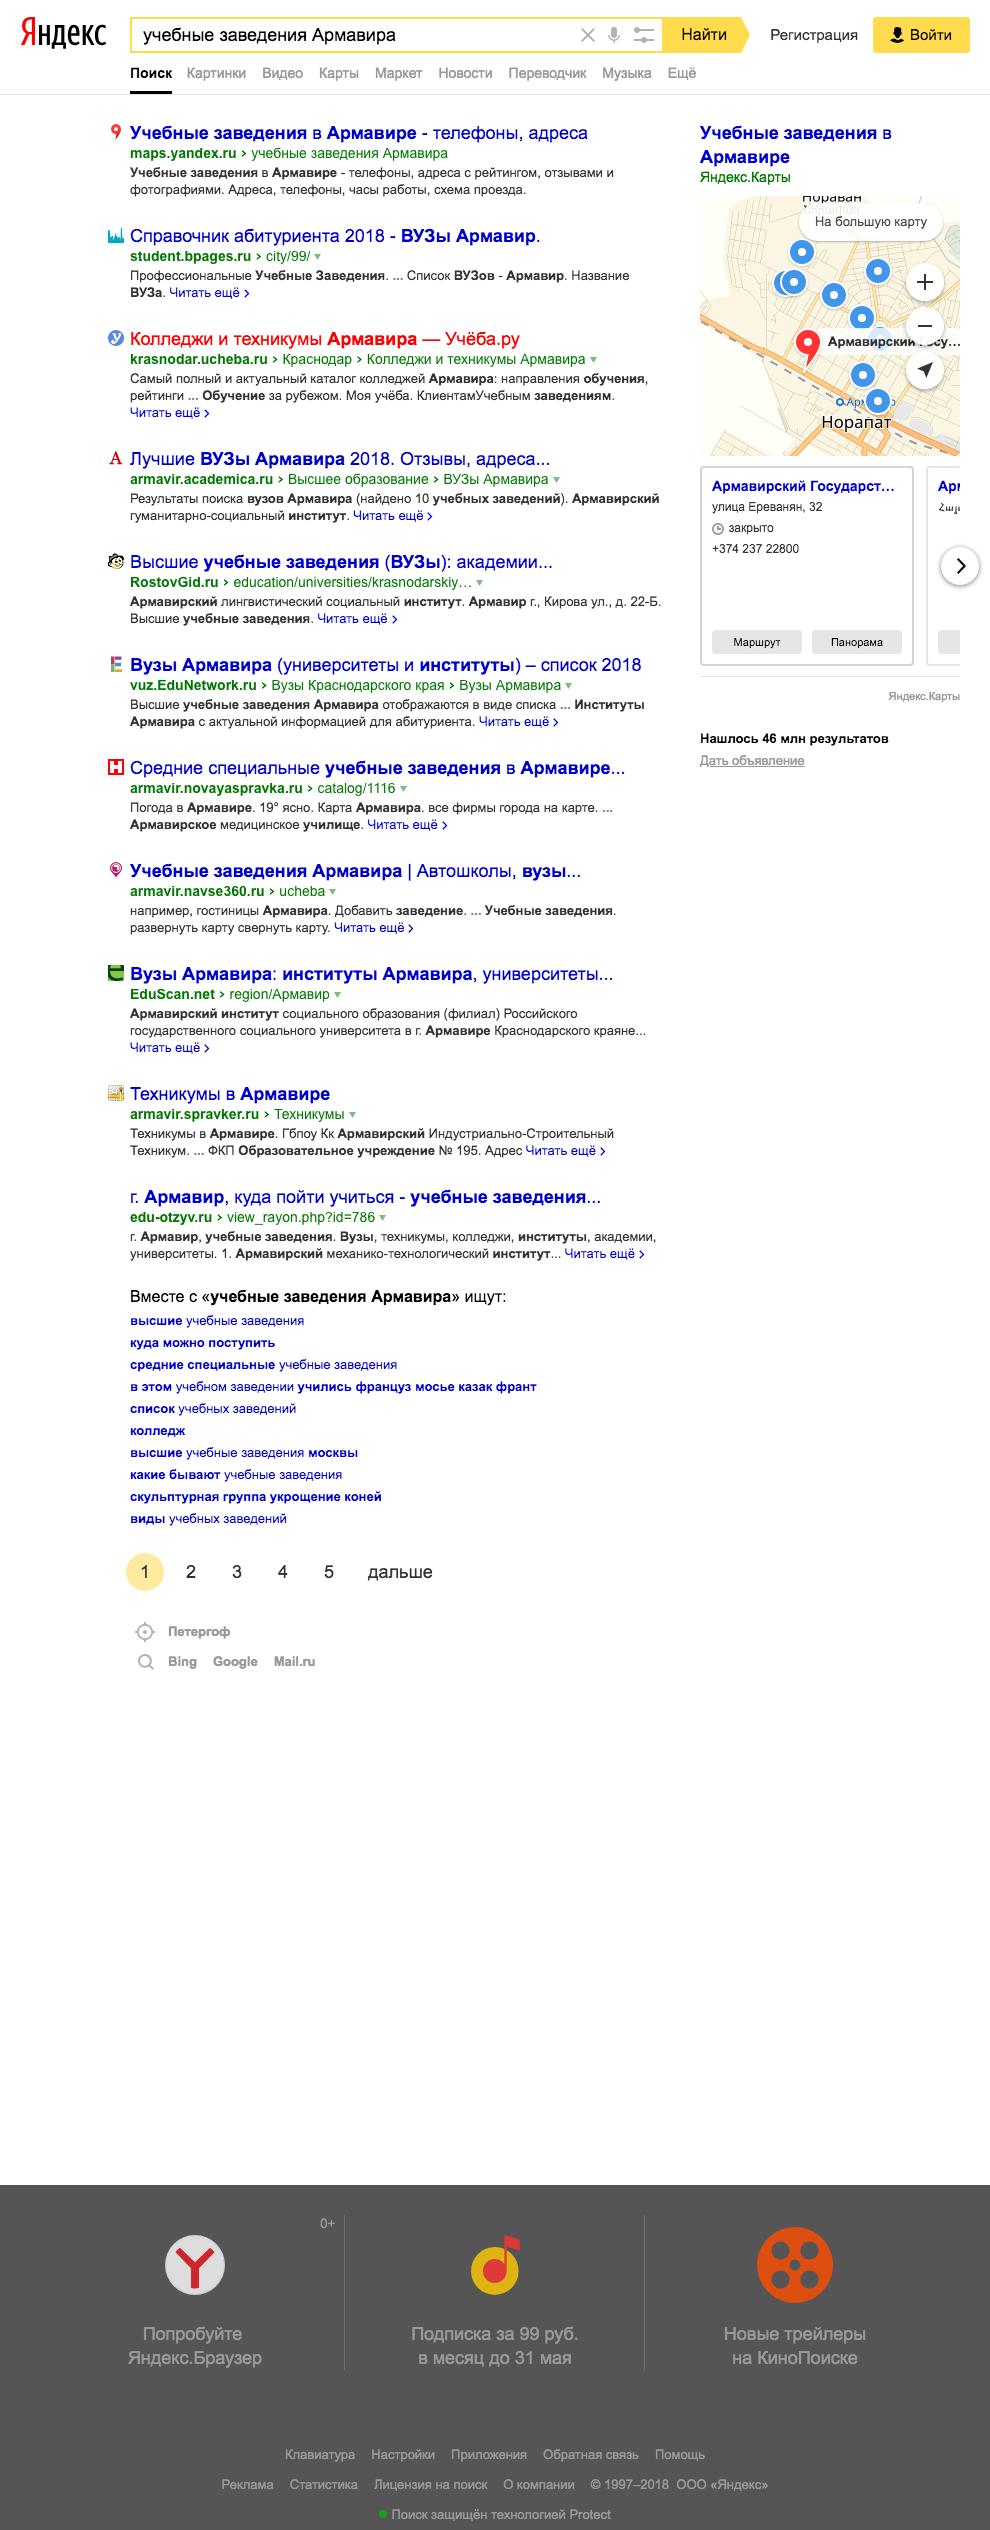 Яндекс
учебные заведения Армавира
Найти
Регистрация
Войти
Поиск Картинки Видео Карты Маркет Новости Переводчик Музыка Ещё
Учебные заведения в Армавире - телефоны, адреса
maps.yandex.ru › учебные заведения Армавира
Учебные заведения в Армавире - телефоны, адреса с рейтингом, отзывами и
фотографиями. Адреса, телефоны, часы работы, схема проезда.
Справочник абитуриента 2018 - ВУЗы Армавир.
student.bpages.ru › city/99/
Профессиональные Учебные Заведения. ... Список ВУЗов - Армавир. Название
ВУЗа. Читать ещё ›
Колледжи и техникумы Армавира — Учёба.ру
krasnodar.ucheba.ru › Краснодар › Колледжи и техникумы Армавира
Самый полный и актуальный каталог колледжей Армавира: направления обучения,
рейтинги ... Обучение за рубежом. Моя учёба. КлиентамУчебным заведениям.
Читать ещё ›
Лучшие ВУЗы Армавира 2018. Отзывы, адреса...
armavir.academica.ru › Высшее образование › ВУЗы Армавира
Результаты поиска вузов Армавира (найдено 10 учебных заведений). Армавирский
гуманитарно-социальный институт. Читать ещё ›
Высшие учебные заведения (ВУЗы): академии...
RostovGid.ru › education/universities/krasnodarskiy…
Армавирский лингвистический социальный институт. Армавир г., Кирова ул., д. 22-Б.
Высшие учебные заведения. Читать ещё ›
Вузы Армавира (университеты и институты) – список 2018
vuz.EduNetwork.ru › Вузы Краснодарского края › Вузы Армавира
Высшие учебные заведения Армавира отображаются в виде списка ... Институты
Армавира с актуальной информацией для абитуриента. Читать ещё ›
Средние специальные учебные заведения в Армавире...
armavir.novayaspravka.ru › catalog/1116
Погода в Армавире. 19° ясно. Карта Армавира. все фирмы города на карте. ...
Армавирское медицинское училище. Читать ещё ›
Учебные заведения Армавира | Автошколы, вузы...
armavir.navse360.ru › ucheba
например, гостиницы Армавира. Добавить заведение. ... Учебные заведения.
развернуть карту свернуть карту. Читать ещё ›
Вузы Армавира: институты Армавира, университеты...
EduScan.net › region/Армавир
Армавирский институт социального образования (филиал) Российского
государственного социального университета в г. Армавире Краснодарского краяне...
Читать ещё ›
Техникумы в Армавире
armavir.spravker.ru › Техникумы
Техникумы в Армавире. Гбпоу Кк Армавирский Индустриально-Строительный
Техникум. ... ФКП Образовательное учреждение № 195. Адрес Читать ещё ›
г. Армавир, куда пойти учиться - учебные заведения...
edu-otzyv.ru › view_rayon.php?id=786
г. Армавир, учебные заведения. Вузы, техникумы, колледжи, институты, академии,
университеты. 1. Армавирский механико-технологический институт... Читать ещё ›
Вместе с «учебные заведения Армавира» ищут:
высшие учебные заведения
куда можно поступить
средние специальные учебные заведения
в этом учебном заведении учились француз мосье казак франт
список учебных заведений
колледж
высшие учебные заведения москвы
какие бывают учебные заведения
скульптурная группа укрощение коней
виды учебных заведений
1 2 3 4 5 дальше
Петергоф
Bing Google Mail.ru
Учебные заведения в
Армавире
Яндекс.Карты
Нораван
На большую карту
Армавирский Госу...
Норапат
Армавирский Государст...
улица Ереванян, 32
закрыто
+374 237 22800
Маршрут
Панорама
Яндекс.Карты
Нашлось 46 млн результатов
Дать объявление
0+
Попробуйте
Яндекс.Браузер
Подписка за 99 руб.
в месяц до 31 мая
Новые трейлеры
на КиноПоиске
Клавиатура Настройки Приложения Обратная связь Помощь
Реклама Статистика Лицензия на поиск О компании © 1997–2018 ООО «Яндекс»
Поиск защищён технологией Protect